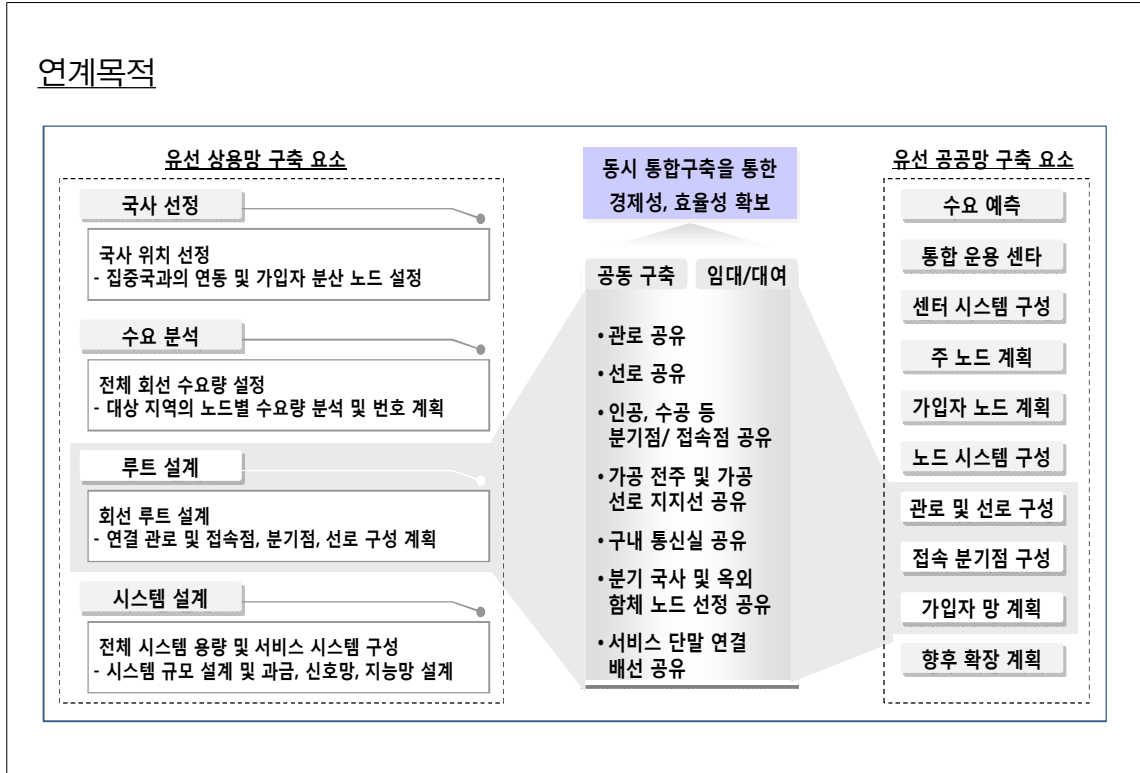 연계목적
유선 상용망 구축 요소
국사 선정
국사 위치 선정
- 집중국과의 연동 및 가입자 분산 노드 설정
수요 분석
전체 회선 수요량 설정
- 대상 지역의 노드별 수요량 분석 및 번호 계획
루트 설계
회선 루트 설계
- 연결 관로 및 접속점, 분기점, 선로 구성 계획
시스템 설계
전체 시스템 용량 및 서비스 시스템 구성
- 시스템 규모 설계 및 과금, 신호망, 지능망 설계
동시 통합구축을 통한
경제성, 효율성 확보
공동 구축
임대/대여
• 관로 공유
• 선로 공유
• 인공, 수공 등
분기점/ 접속점 공유
• 가공 전주 및 가공
선로 지지선 공유
• 구내 통신실 공유
• 분기 국사 및 옥외
함체 노드 선정 공유
• 서비스 단말 연결
배선 공유
유선 공공망 구축 요소
수요 예측
통합 운용 센타
센터 시스템 구성
주 노드 계획
가입자 노드 계획
노드 시스템 구성
관로 및 선로 구성
접속 분기점 구성
가입자 망 계획
향후 확장 계획